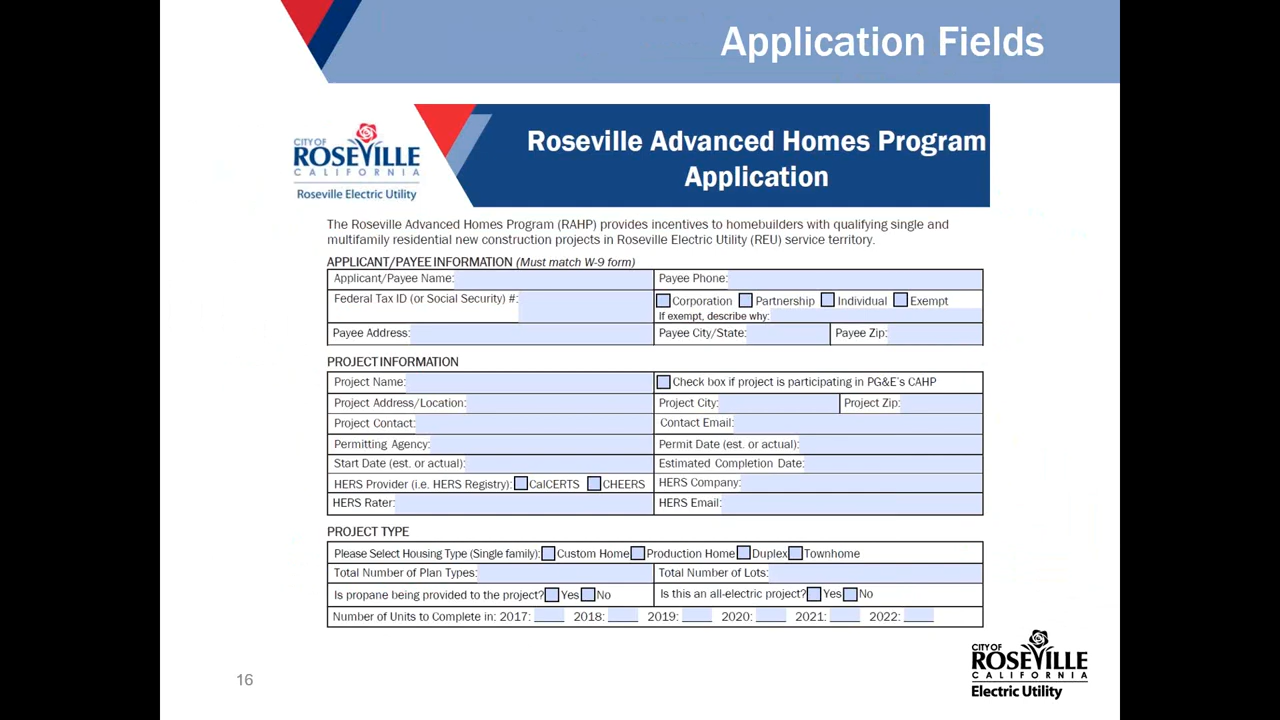 Application Fields
CITY OF
ROSEVILLE
CALIFORNIA
Roseville Electric Utility
Roseville Advanced Homes Program
Application
The Roseville Advanced Homes Program (RAHP) provides incentives to homebuilders with qualifying single and
multifamily residential new construction projects in Roseville Electric Utility (REU) service territory.
APPLICANT/PAYEE INFORMATION (Must match W-9 form)
Applicant/Payee Name: Payee Phone:
Federal Tax ID (or Social Security) #: Corporation Partnership Individual Exempt
If exempt, describe why:
Payee Address: Payee City/State: Payee Zip:
PROJECT INFORMATION
Project Name: Check box if project is participating in PG&E's CAHP
Project Address/Location: Project City: Project Zip:
Project Contact: Contact Email:
Permitting Agency: Permit Date (est. or actual):
Start Date (est. or actual): Estimated Completion Date:
HERS Provider (i.e. HERS Registry): CalCERTS CHEERS HERS Company:
HERS Rater: HERS Email:
PROJECT TYPE
Please Select Housing Type (Single family): Custom Home Production Home Duplex Townhome
Total Number of Plan Types: Total Number of Lots:
Is propane being provided to the project? Yes No Is this an all-electric project? Yes No
Number of Units to Complete in: 2017: 2018: 2019: 2020: 2021: 2022:
CITY OF
ROSEVILLE
CALIFORNIA
Electric Utility
16